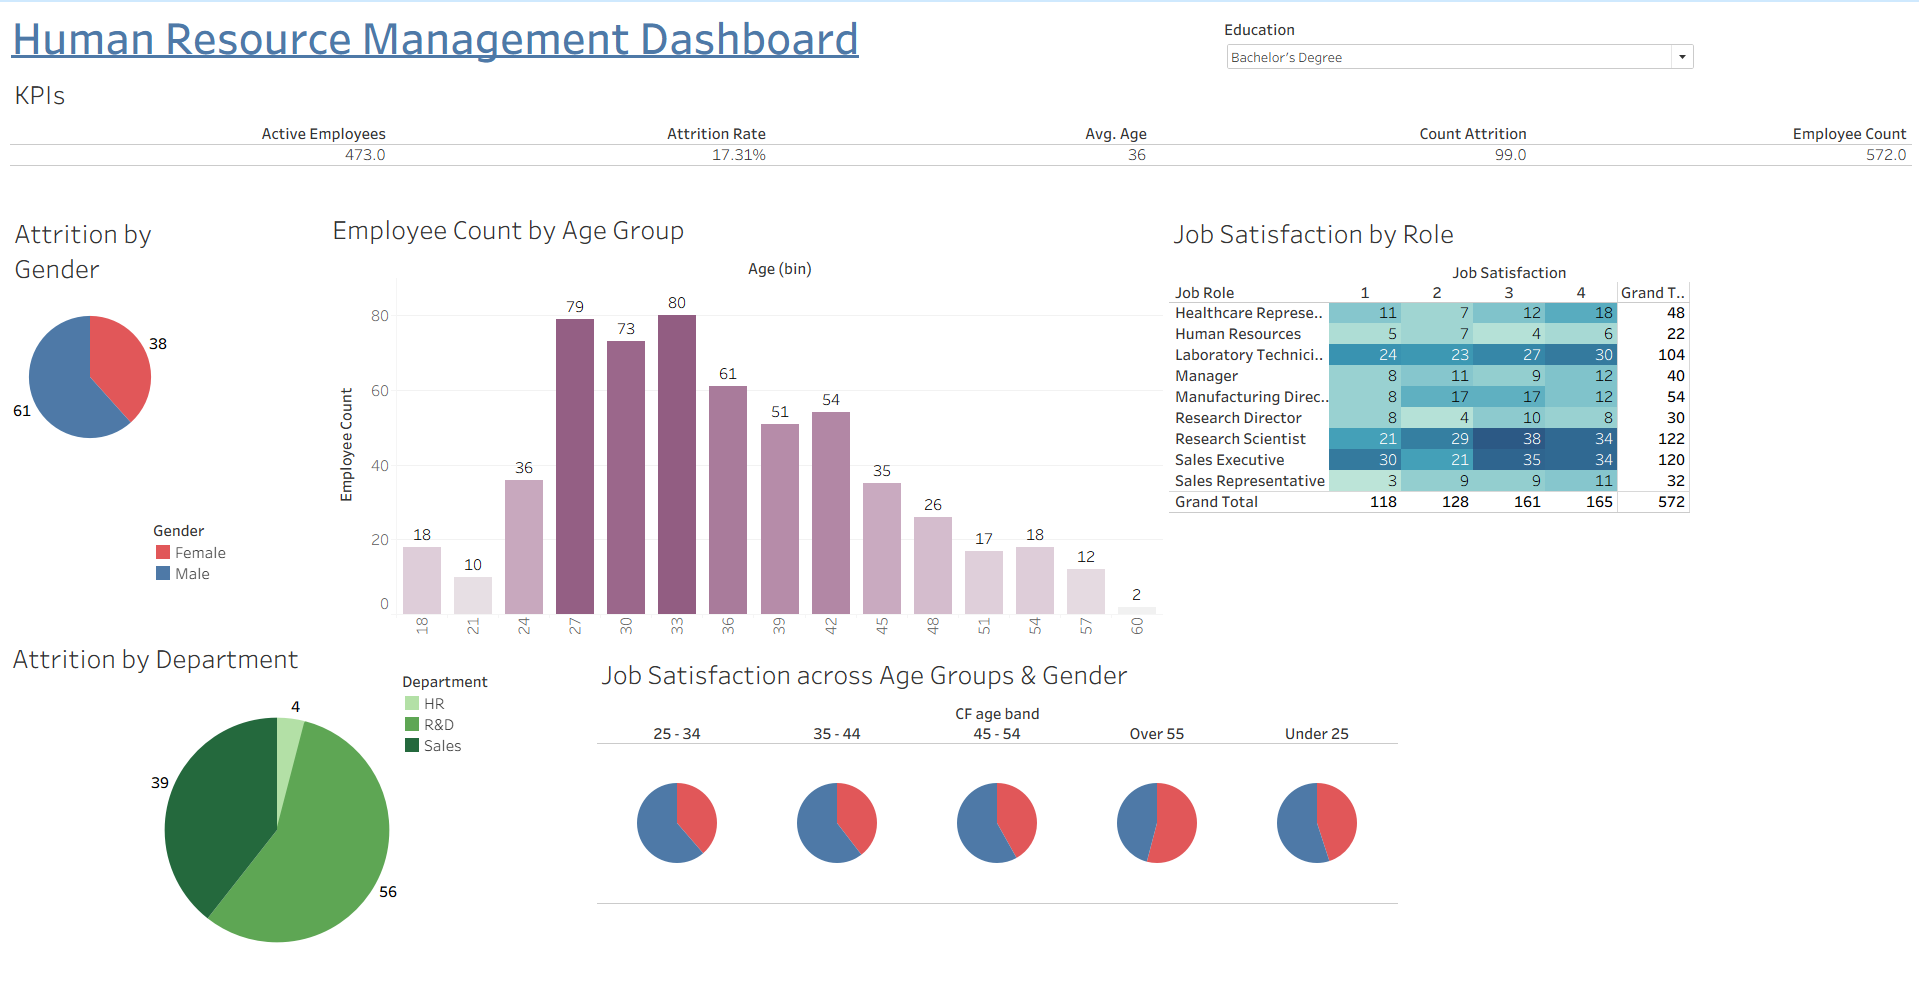 Human Resource Management Dashboard
Education
Bachelor's Degree
KPIs
Active Employees Attrition Rate Avg. Age Count Attrition Employee Count
473.0 17.31% 36 99.0 572.0
Attrition by
Gender
38
61
Gender
Female
Male
Employee Count by Age Group
Age (bin)
Employee Count
80
60
40
20
0
18 10 36 79 73 80 61 51 54 35 26 17 18 12 2
18 21 24 27 30 33 36 39 42 45 48 51 54 57 60
Job Satisfaction by Role
Job Satisfaction
Job Role 1 2 3 4 Grand T..
Healthcare Represe.. 11 7 12 18 48
Human Resources 5 7 4 6 22
Laboratory Technici.. 24 23 27 30 104
Manager 8 11 9 12 40
Manufacturing Direc.. 8 17 17 12 54
Research Director 8 4 10 8 30
Research Scientist 21 29 38 34 122
Sales Executive 30 21 35 34 120
Sales Representative 3 9 9 11 32
Grand Total 118 128 161 165 572
Attrition by Department
4
39
56
Department
HR
R&D
Sales
Job Satisfaction across Age Groups & Gender
CF age band
25 - 34 35 - 44 45 - 54 Over 55 Under 25